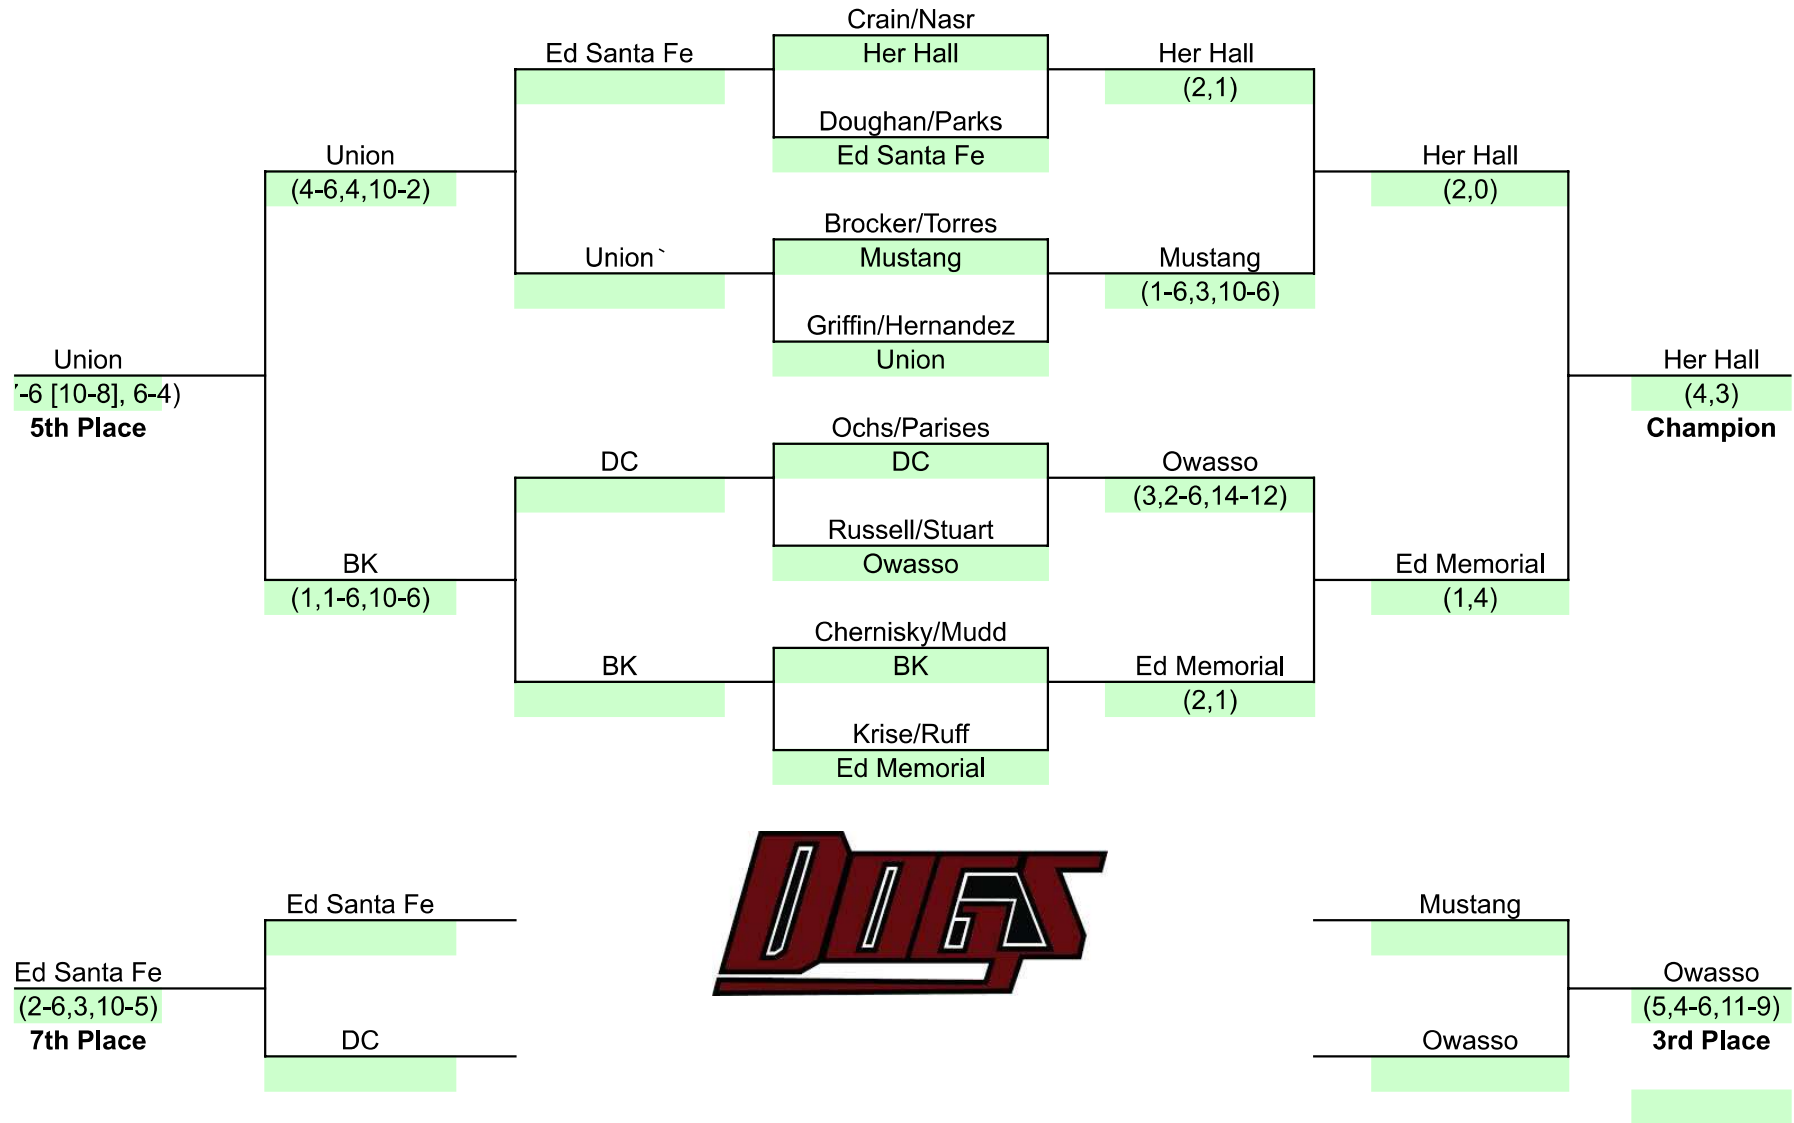 Crain/Nasr
Ed Santa Fe Her Hall Her Hall
(2,1)
Doughan/Parks
Union Ed Santa Fe Her Hall
(4-6,4,10-2) (2,0)
Brocker/Torres
Union` Mustang Mustang
(1-6,3,10-6)
Griffin/Hernandez
Union Union Her Hall
-6 [10-8], 6-4) (4,3)
5th Place Ochs/Parises Champion
DC DC Owasso
(3,2-6,14-12)
Russell/Stuart
BK Owasso Ed Memorial
(1,1-6,10-6) (1,4)
Chernisky/Mudd
BK BK Ed Memorial
(2,1)
Krise/Ruff
Ed Memorial
DOGS
Ed Santa Fe Mustang
Ed Santa Fe Owasso
(2-6,3,10-5) (5,4-6,11-9)
7th Place DC Owasso 3rd Place